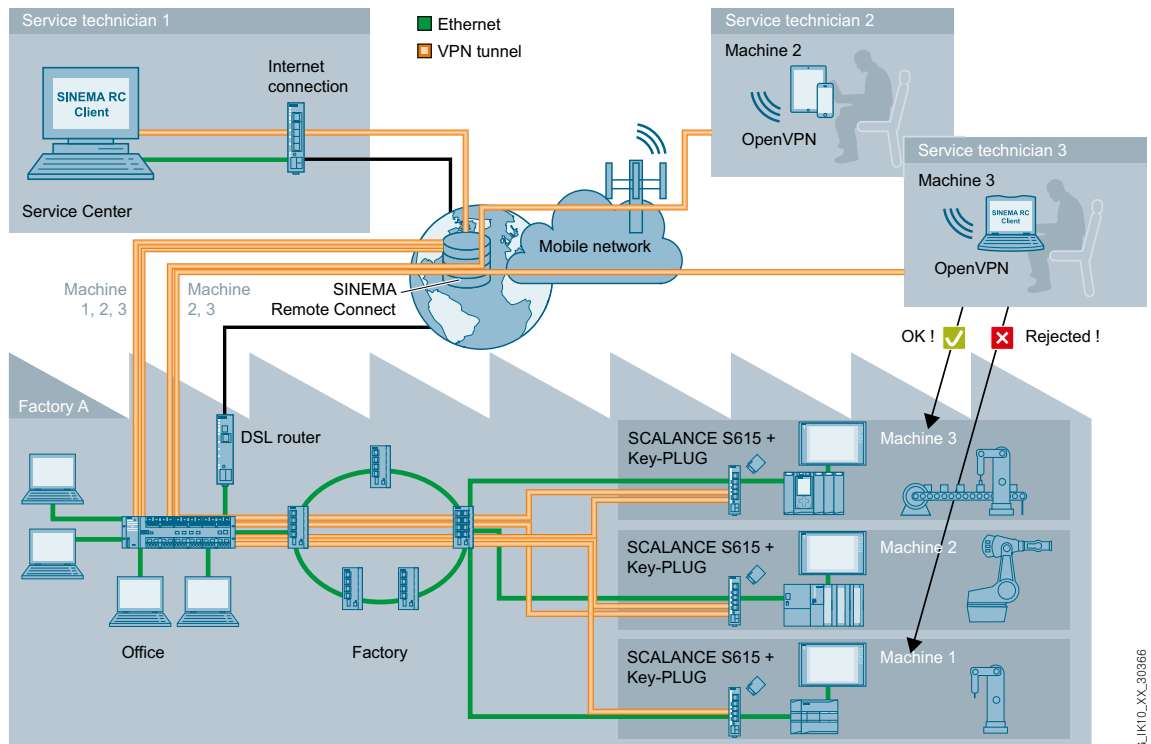 Service technician 1
Ethernet
VPN tunnel
Service technician 2
Machine 2
OpenVPN
Internet
connection
SINEMA RC
Client
Service Center
Service technician 3
Machine 3
SINEMA RC
Client
OpenVPN
Mobile network
Machine
1, 2, 3
Machine
2, 3
SINEMA
Remote Connect
OK !
Rejected !
Factory A
DSL router
SCALANCE S615 +
Key-PLUG
Machine 3
SCALANCE S615 +
Key-PLUG
Machine 2
SCALANCE S615 +
Key-PLUG
Machine 1
Office
Factory